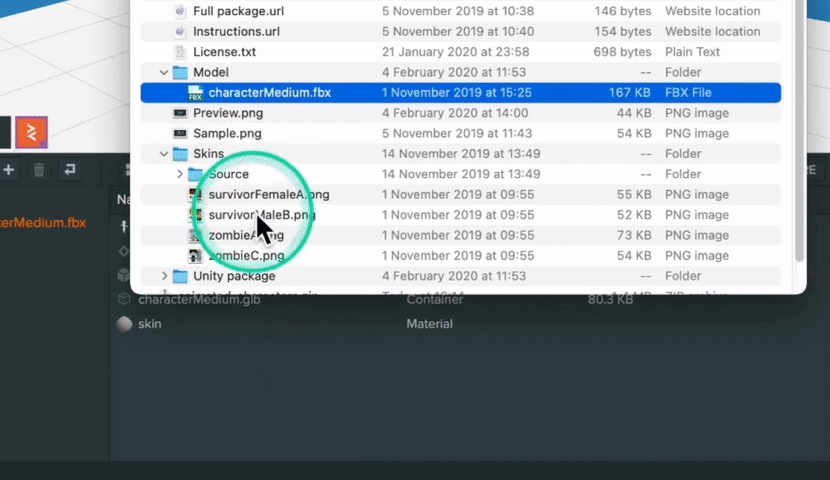 Full package.url 5 November 2019 at 10:38 146 bytes Website location
Instructions.url 5 November 2019 at 10:40 154 bytes Website location
License.txt 21 January 2020 at 23:58 698 bytes Plain Text
Model 4 February 2020 at 11:53 -- Folder
characterMedium.fbx 1 November 2019 at 15:25 167 KB FBX File
Preview.png 4 February 2020 at 14:00 44 KB PNG image
Sample.png 5 November 2019 at 11:43 54 KB PNG image
Skins 14 November 2019 at 13:49 -- Folder
Source 14 November 2019 at 13:49 -- Folder
survivorFemaleA.png 1 November 2019 at 09:55 55 KB PNG image
survivorMaleB.png 1 November 2019 at 09:55 52 KB PNG image
zombieA.png 1 November 2019 at 09:55 73 KB PNG image
zombieC.png 1 November 2019 at 09:55 54 KB PNG image
Unity package 4 February 2020 at 11:53 -- Folder
characterMedium.glb Container 80.3 KB
skin Material
cterMedium.fbx
Na
RE
FBX